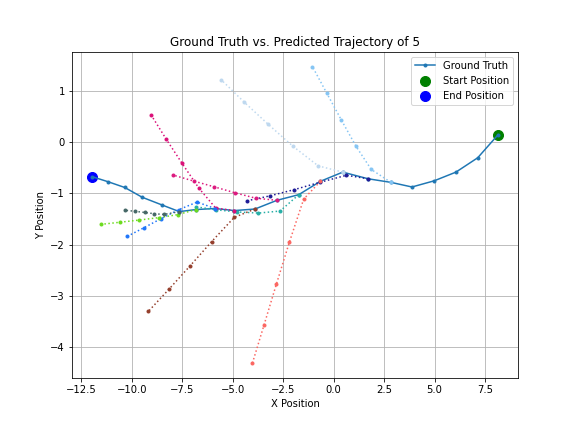 Ground Truth vs. Predicted Trajectory of 5
Ground Truth
Start Position
End Position
Y Position
1
0
−1
−2
−3
−4
−12.5 −10.0 −7.5 −5.0 −2.5 0.0 2.5 5.0 7.5
X Position